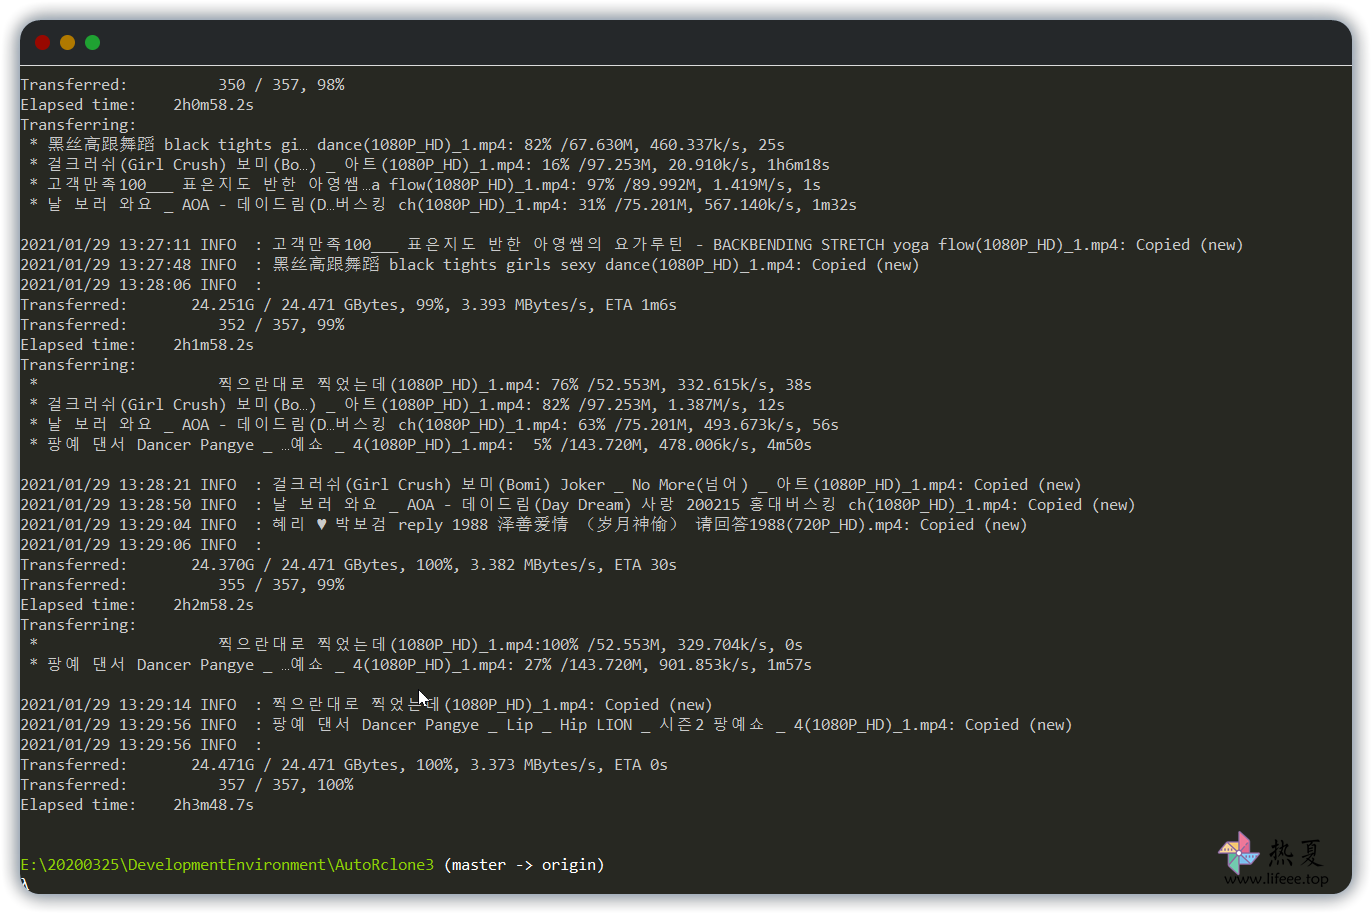 Transferred:          350 / 357, 98%
Elapsed time:    2h0m58.2s
Transferring:
 * 黑丝高跟舞蹈 black tights gi… dance(1080P_HD)_1.mp4: 82% /67.630M, 460.337k/s, 25s
 * 걸크러쉬(Girl Crush) 보미(Bo…) _ 아트(1080P_HD)_1.mp4: 16% /97.253M, 20.910k/s, 1h6m18s
 * 고객만족100___ 표은지도 반한 아영쌤…a flow(1080P_HD)_1.mp4: 97% /89.992M, 1.419M/s, 1s
 * 날 보러 와요 _ AOA - 데이드림(D…버스킹 ch(1080P_HD)_1.mp4: 31% /75.201M, 567.140k/s, 1m32s
2021/01/29 13:27:11 INFO  : 고객만족100___ 표은지도 반한 아영쌤의 요가루틴 - BACKBENDING STRETCH yoga flow(1080P_HD)_1.mp4: Copied (new)
2021/01/29 13:27:48 INFO  : 黑丝高跟舞蹈 black tights girls sexy dance(1080P_HD)_1.mp4: Copied (new)
2021/01/29 13:28:06 INFO  :
Transferred:       24.251G / 24.471 GBytes, 99%, 3.393 MBytes/s, ETA 1m6s
Transferred:          352 / 357, 99%
Elapsed time:    2h1m58.2s
Transferring:
 *                    찍으란대로 찍었는데(1080P_HD)_1.mp4: 76% /52.553M, 332.615k/s, 38s
 * 걸크러쉬(Girl Crush) 보미(Bo…) _ 아트(1080P_HD)_1.mp4: 82% /97.253M, 1.387M/s, 12s
 * 날 보러 와요 _ AOA - 데이드림(D…버스킹 ch(1080P_HD)_1.mp4: 63% /75.201M, 493.673k/s, 56s
 * 팡예 댄서 Dancer Pangye _ …예쇼 _ 4(1080P_HD)_1.mp4:  5% /143.720M, 478.006k/s, 4m50s
2021/01/29 13:28:21 INFO  : 걸크러쉬(Girl Crush) 보미(Bomi) Joker _ No More(넘어) _ 아트(1080P_HD)_1.mp4: Copied (new)
2021/01/29 13:28:50 INFO  : 날 보러 와요 _ AOA - 데이드림(Day Dream) 사랑 200215 홍대버스킹 ch(1080P_HD)_1.mp4: Copied (new)
2021/01/29 13:29:04 INFO  : 혜리 ♥ 박보검 reply 1988 泽善爱情 （岁月神偷） 请回答1988(720P_HD).mp4: Copied (new)
2021/01/29 13:29:06 INFO  :
Transferred:       24.370G / 24.471 GBytes, 100%, 3.382 MBytes/s, ETA 30s
Transferred:          355 / 357, 99%
Elapsed time:    2h2m58.2s
Transferring:
 *                    찍으란대로 찍었는데(1080P_HD)_1.mp4:100% /52.553M, 329.704k/s, 0s
 * 팡예 댄서 Dancer Pangye _ …예쇼 _ 4(1080P_HD)_1.mp4: 27% /143.720M, 901.853k/s, 1m57s
2021/01/29 13:29:14 INFO  : 찍으란대로 찍었는데(1080P_HD)_1.mp4: Copied (new)
2021/01/29 13:29:56 INFO  : 팡예 댄서 Dancer Pangye _ Lip _ Hip LION _ 시즌2 팡예쇼 _ 4(1080P_HD)_1.mp4: Copied (new)
2021/01/29 13:29:56 INFO  :
Transferred:       24.471G / 24.471 GBytes, 100%, 3.373 MBytes/s, ETA 0s
Transferred:          357 / 357, 100%
Elapsed time:    2h3m48.7s
E:\20200325\DevelopmentEnvironment\AutoRclone3 (master -> origin)
λ
热夏
www.lifeee.top